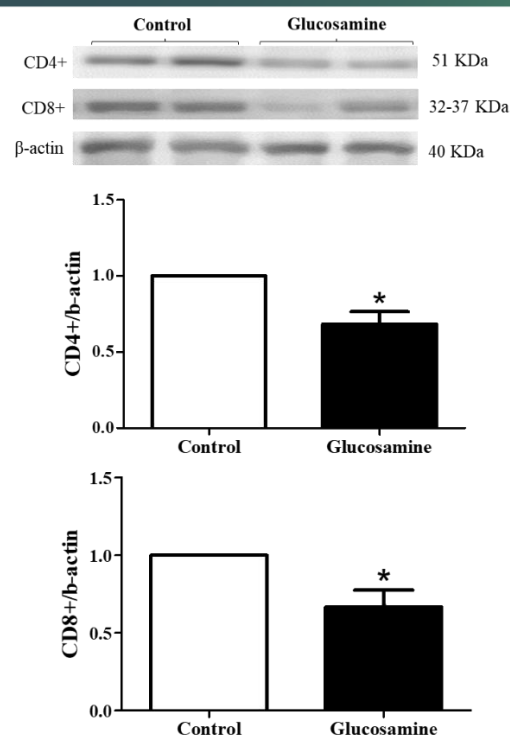 Control Glucosamine
CD4+ 51 KDa
CD8+ 32-37 KDa
β-actin 40 KDa
1.5
1.0
0.5
0.0
CD4+/b-actin
*
Control Glucosamine
1.5
1.0
0.5
0.0
CD8+/b-actin
*
Control Glucosamine